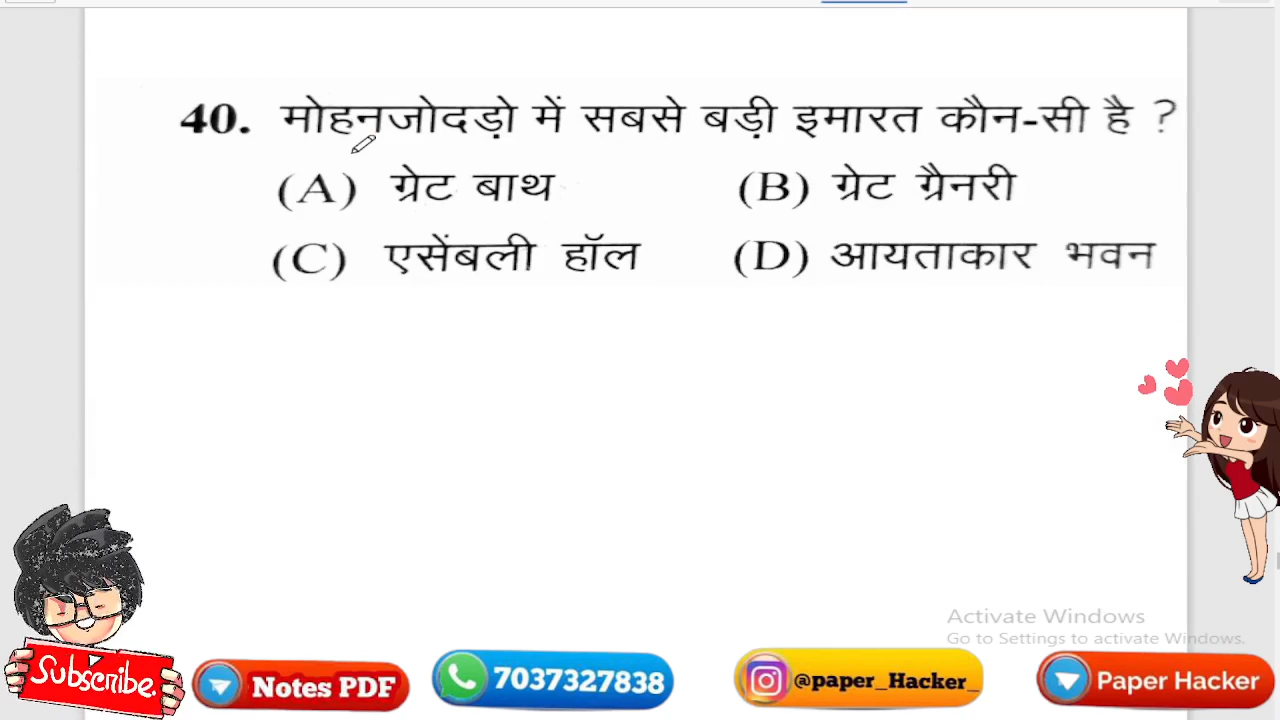 40. मोहनजोदड़ो में सबसे बड़ी इमारत कौन-सी है ?
(A) ग्रेट बाथ (B) ग्रेट ग्रैनरी
(C) एसेंबली हॉल (D) आयताकार भवन
Activate Windows
Go to Settings to activate Windows.
Subscribe.
Notes PDF
7037327838
@paper_Hacker_
Paper Hacker